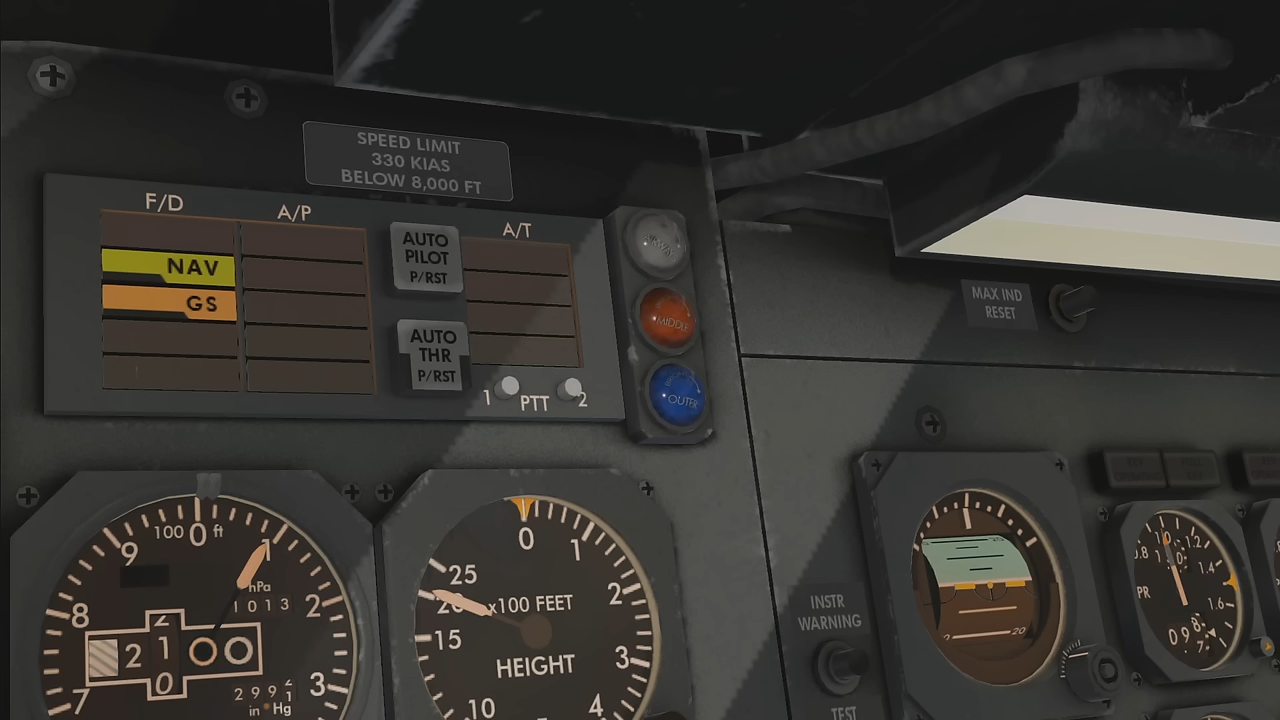 SPEED LIMIT
330 KIAS
BELOW 8,000 FT
F/D
A/P
A/T
NAV
GS
AUTO
PILOT
P/RST
AUTO
THR
P/RST
1 PTT 2
MIDDLE
OUTER
MAX IND
RESET
100 0 ft
1
2
3
7
8
9
hPa
1013
2
1
0
in Hg
0
1
2
3
4
10
15
25
x100 FEET
HEIGHT
INSTR
WARNING
TEST
20
PR
0.8
1.2
1.4
1.6